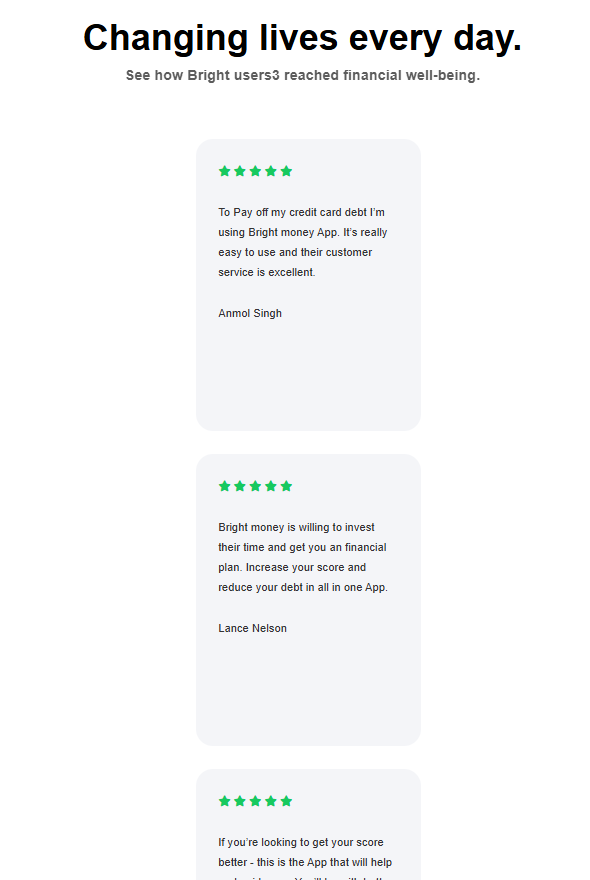 Changing lives every day.
See how Bright users3 reached financial well-being.
To Pay off my credit card debt I'm
using Bright money App. It's really
easy to use and their customer
service is excellent.
Anmol Singh
Bright money is willing to invest
their time and get you an financial
plan. Increase your score and
reduce your debt in all in one App.
Lance Nelson
If you're looking to get your score
better - this is the App that will help